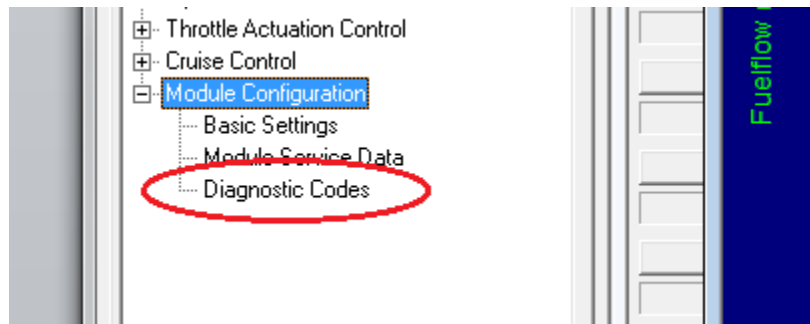 Throttle Actuation Control
Cruise Control
Module Configuration
Basic Settings
Module Service Data
Diagnostic Codes
Fuelflow